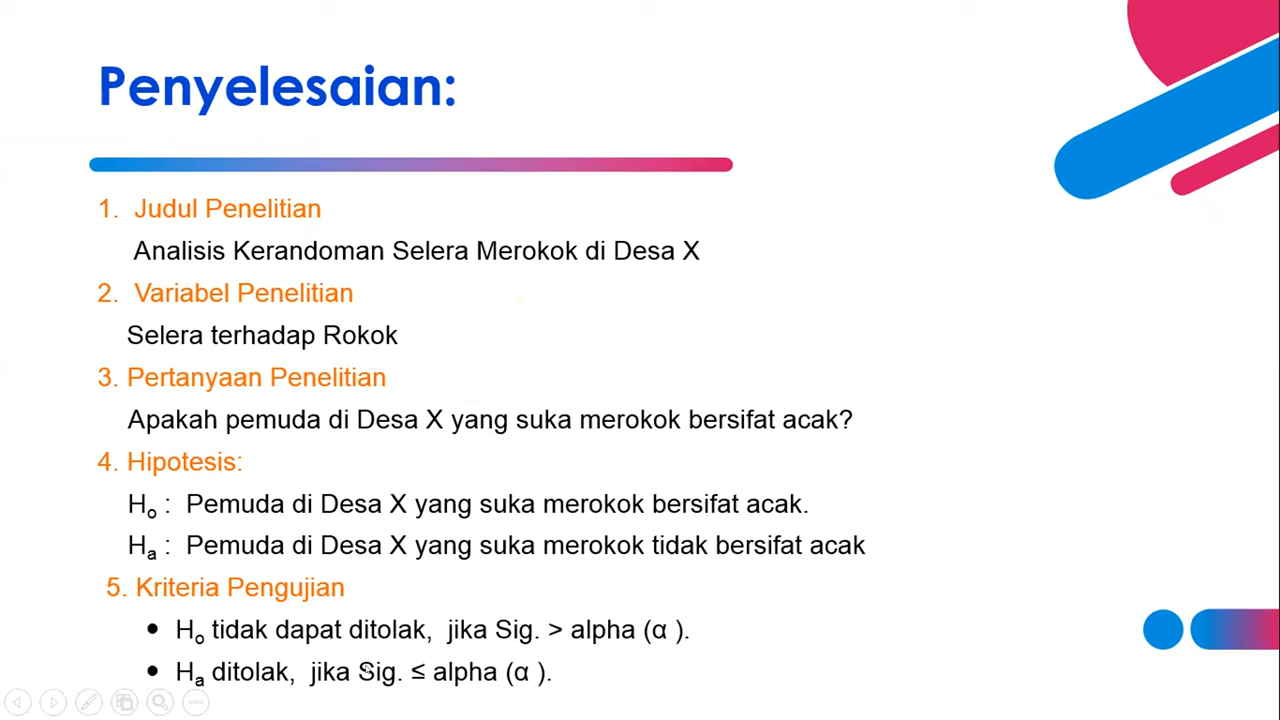 Penyelesaian:
1. Judul Penelitian
Analisis Kerandoman Selera Merokok di Desa X
2. Variabel Penelitian
Selera terhadap Rokok
3. Pertanyaan Penelitian
Apakah pemuda di Desa X yang suka merokok bersifat acak?
4. Hipotesis:
Ho : Pemuda di Desa X yang suka merokok bersifat acak.
Ha : Pemuda di Desa X yang suka merokok tidak bersifat acak
5. Kriteria Pengujian
• Ho tidak dapat ditolak, jika Sig. > alpha (α ).
• Ha ditolak, jika Sig. ≤ alpha (α ).